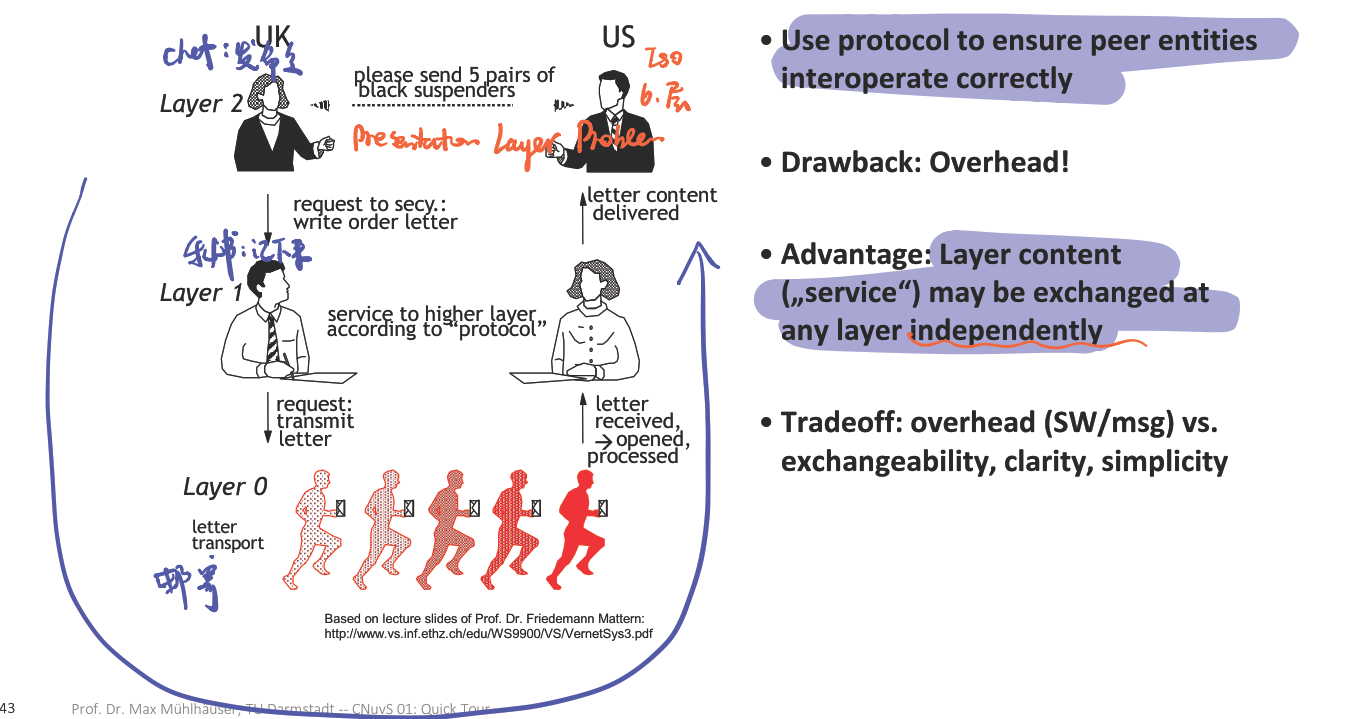 UK
US
chef:发命令
Iso
6.层
please send 5 pairs of
black suspenders
Layer 2
Presentation Layer Problem
request to secy.:
write order letter
letter content
delivered
秘书:记下来
Layer 1
service to higher layer
according to “protocol”
request:
transmit
letter
letter
received,
→opened,
processed
Layer 0
letter
transport
邮寄
Based on lecture slides of Prof. Dr. Friedemann Mattern:
http://www.vs.inf.ethz.ch/edu/WS9900/VS/VernetSys3.pdf
• Use protocol to ensure peer entities
interoperate correctly
• Drawback: Overhead!
• Advantage: Layer content
(„service“) may be exchanged at
any layer independently
• Tradeoff: overhead (SW/msg) vs.
exchangeability, clarity, simplicity
43
Prof. Dr. Max Mühlhäuser, TU Darmstadt -- CNuvS 01: Quick Tour